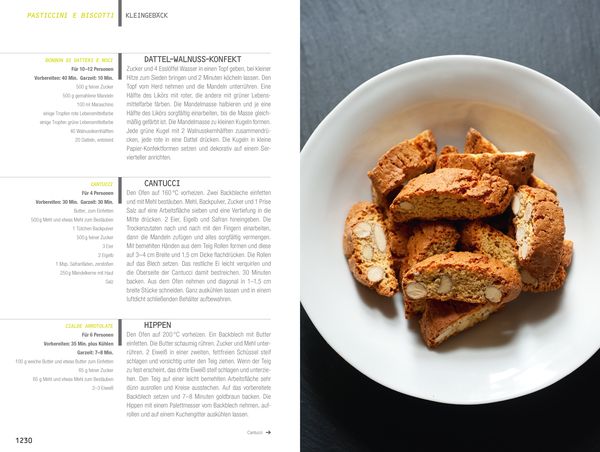 PASTICCINI E BISCOTTI KLEINGEBÄCK
BONBON DI DATTERI E NOCI
Für 10–12 Personen
Vorbereiten: 40 Min. Garzeit: 10 Min.
500 g feiner Zucker
500 g gemahlene Mandeln
100 ml Maraschino
einige Tropfen rote Lebensmittelfarbe
einige Tropfen grüne Lebensmittelfarbe
40 Walnusskernhälften
20 Datteln, entsteint
DATTEL-WALNUSS-KONFEKT
Zucker und 4 Esslöffel Wasser in einen Topf geben, bei kleiner
Hitze zum Sieden bringen und 2 Minuten köcheln lassen. Den
Topf vom Herd nehmen und die Mandeln unterrühren. Eine
Hälfte des Likörs mit roter, die andere mit grüner Lebens-
mittelfarbe färben. Die Mandelmasse halbieren und je eine
Hälfte des Likörs sorgfältig einarbeiten, bis die Masse gleich-
mäßig gefärbt ist. Die Mandelmasse zu kleinen Kugeln formen.
Jede grüne Kugel mit 2 Walnusskernhälften zusammendrü-
cken, jede rote in eine Dattel drücken. Die Kugeln in kleine
Papier-Konfektformen setzen und dekorativ auf einem Ser-
vierteller anrichten.
CANTUCCI
Für 4 Personen
Vorbereiten: 30 Min. Garzeit: 30 Min.
Butter, zum Einfetten
500 g Mehl und etwas Mehl zum Bestäuben
1 Tütchen Backpulver
500 g feiner Zucker
3 Eier
3 Eigelb
1 Msp. Safranfäden, zerstoßen
250 g Mandelkerne mit Haut
Salz
CANTUCCI
Den Ofen auf 160 °C vorheizen. Zwei Backbleche einfetten
und mit Mehl bestäuben. Mehl, Backpulver, Zucker und 1 Prise
Salz auf eine Arbeitsfläche sieben und eine Vertiefung in die
Mitte drücken. 2 Eier, Eigelb und Safran hineingeben. Die
Trockenzutaten nach und nach mit den Fingern einarbeiten,
dann die Mandeln zufügen und alles sorgfältig vermengen.
Mit bemehlten Händen aus dem Teig Rollen formen und diese
auf 3–4 cm Breite und 1,5 cm Dicke flachdrücken. Die Rollen
auf das Blech setzen. Das restliche Ei leicht verquirlen und
die Oberseite der Cantucci damit bestreichen. 30 Minuten
backen. Aus dem Ofen nehmen und diagonal in 1–1,5 cm
breite Stücke schneiden. Ganz auskühlen lassen und in einem
luftdicht schließenden Behälter aufbewahren.
CIALDE ARROTOLATE
Für 6 Personen
Vorbereiten: 35 Min. plus Kühlen
Garzeit: 7–8 Min.
100 g weiche Butter und etwas Butter zum Einfetten
65 g feiner Zucker
65 g Mehl und etwas Mehl zum Bestäuben
2–3 Eiweiß
HIPPEN
Den Ofen auf 200 °C vorheizen. Ein Backblech mit Butter
einfetten. Die Butter schaumig rühren. Zucker und Mehl unter-
rühren. 2 Eiweiß in einer zweiten, fettfreien Schüssel steif
schlagen und vorsichtig unter den Teig ziehen. Wenn der Teig
zu fest erscheint, das dritte Eiweiß steif schlagen und unterzie-
hen. Den Teig auf einer leicht bemehlten Arbeitsfläche sehr
dünn ausrollen und Kreise ausstechen. Auf das vorbereitete
Backblech setzen und 7–8 Minuten goldbraun backen. Die
Hippen mit einem Palettmesser vom Backblech nehmen, auf-
rollen und auf einem Kuchengitter auskühlen lassen.
Cantucci →
1230